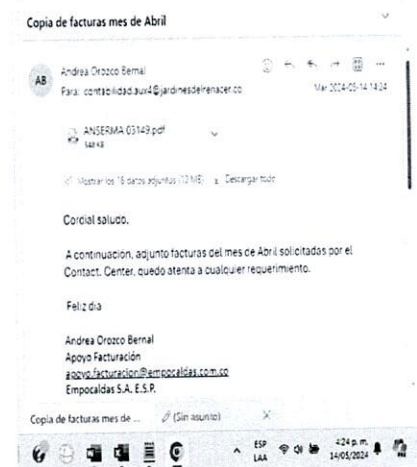 Copia de facturas mes de Abril
AB
Andrea Orozco Bernal
Para: contabilidad.aux4@jardinesdelrenacer.co
Mar 2024-05-14 14:24
ANSERMA 03149.pdf
Mostrar los 16 datos adjuntos (12 MB)
Descargar todo
Cordial saludo,
A continuación, adjunto facturas del mes de Abril solicitadas por el
Contact. Center, quedo atenta a cualquier requerimiento.
Feliz dia
Andrea Orozco Bernal
Apoyo Facturación
apoyo.facturacion@empocaldas.com.co
Empocaldas S.A. E.S.P.
Copia de facturas mes de ...
(Sin asunto)
ESP
LAA
4:24 p. m.
14/05/2024